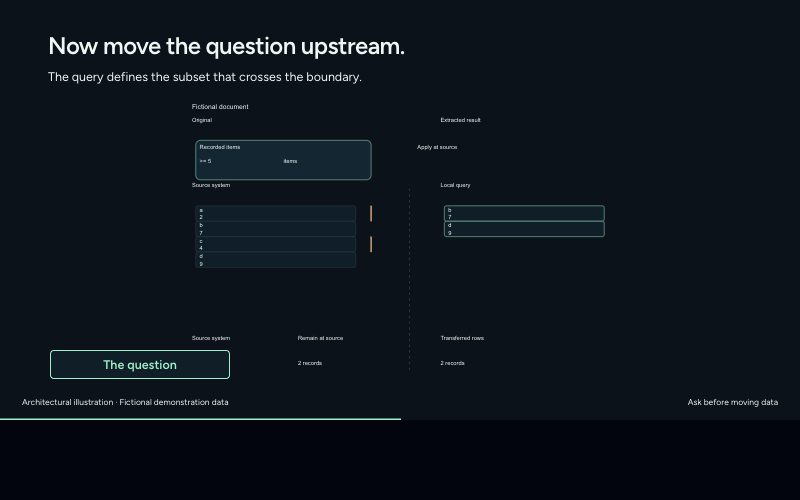 Now move the question upstream.
The query defines the subset that crosses the boundary.
Fictional document
Original
Extracted result
Recorded items
>= 5
items
Apply at source
Source system
Local query
a
2
b
7
c
4
d
9
b
7
d
9
Source system
Remain at source
Transferred rows
The question
2 records
2 records
Architectural illustration · Fictional demonstration data
Ask before moving data